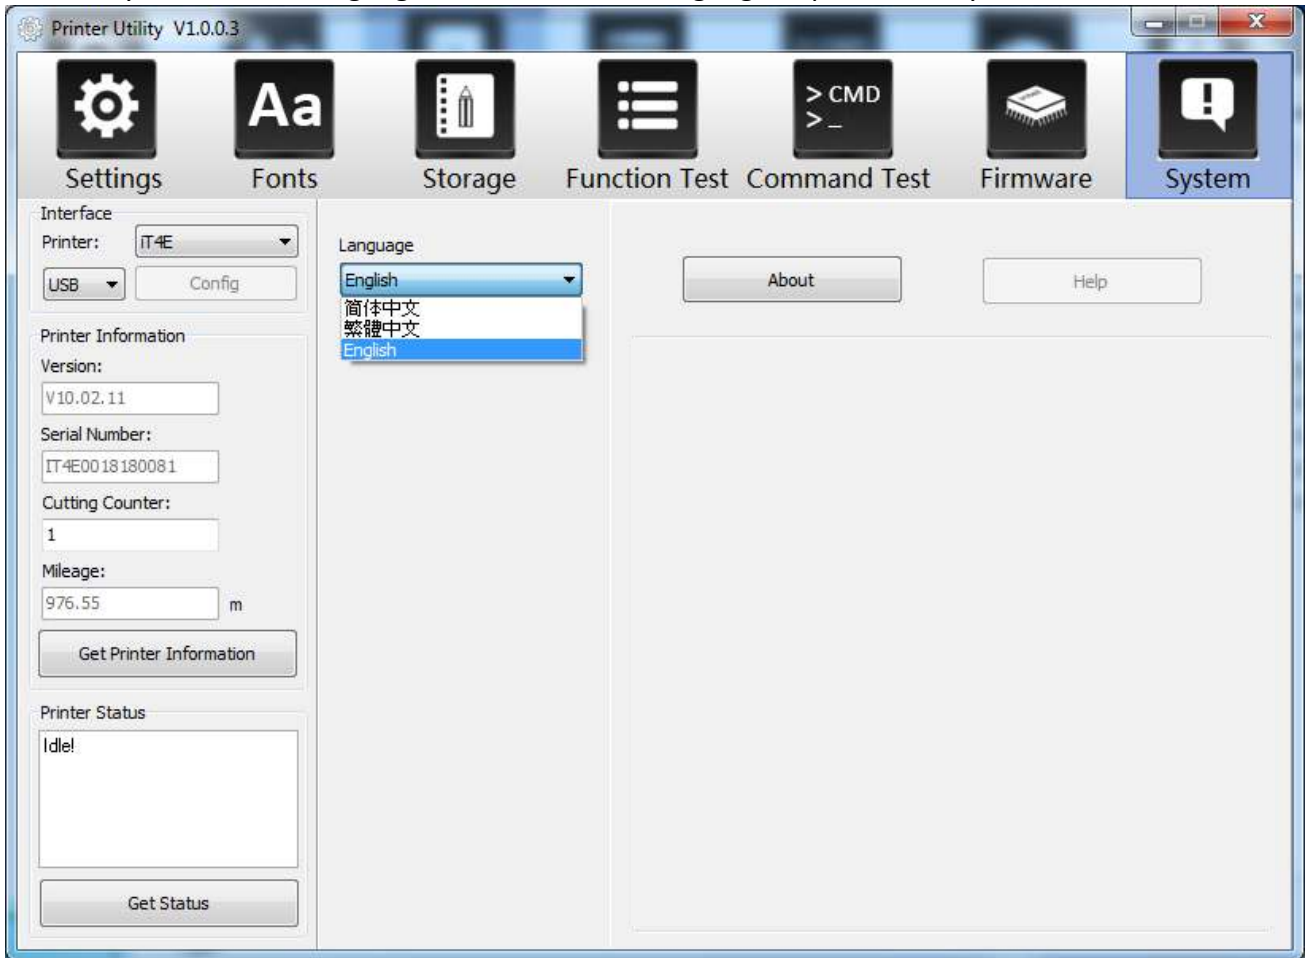 Printer Utility V1.0.0.3
Aa
> CMD
>_
Settings
Fonts
Storage
Function Test
Command Test
Firmware
System
Interface
Printer: iT4E
USB Config
Printer Information
Version:
V10.02.11
Serial Number:
IT4E0018180081
Cutting Counter:
1
Mileage:
976.55 m
Get Printer Information
Printer Status
Idle!
Get Status
Language
English
简体中文
繁體中文
English
About
Help